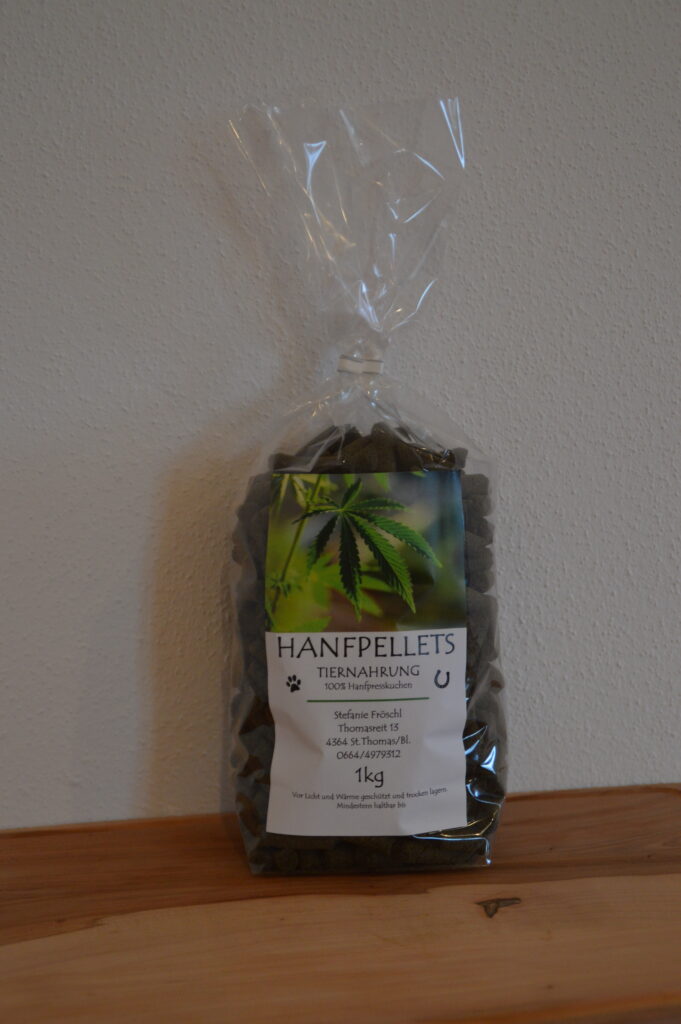 HANFPELLETS
TIERNAHRUNG
100% Hanfpresskuchen
Stefanie Fröschl
Thomasreit 13
4364 St.Thomas/Bl.
0664/4979312
1kg
Vor Licht und Wärme geschützt und trocken lagern.
Mindestens haltbar bis